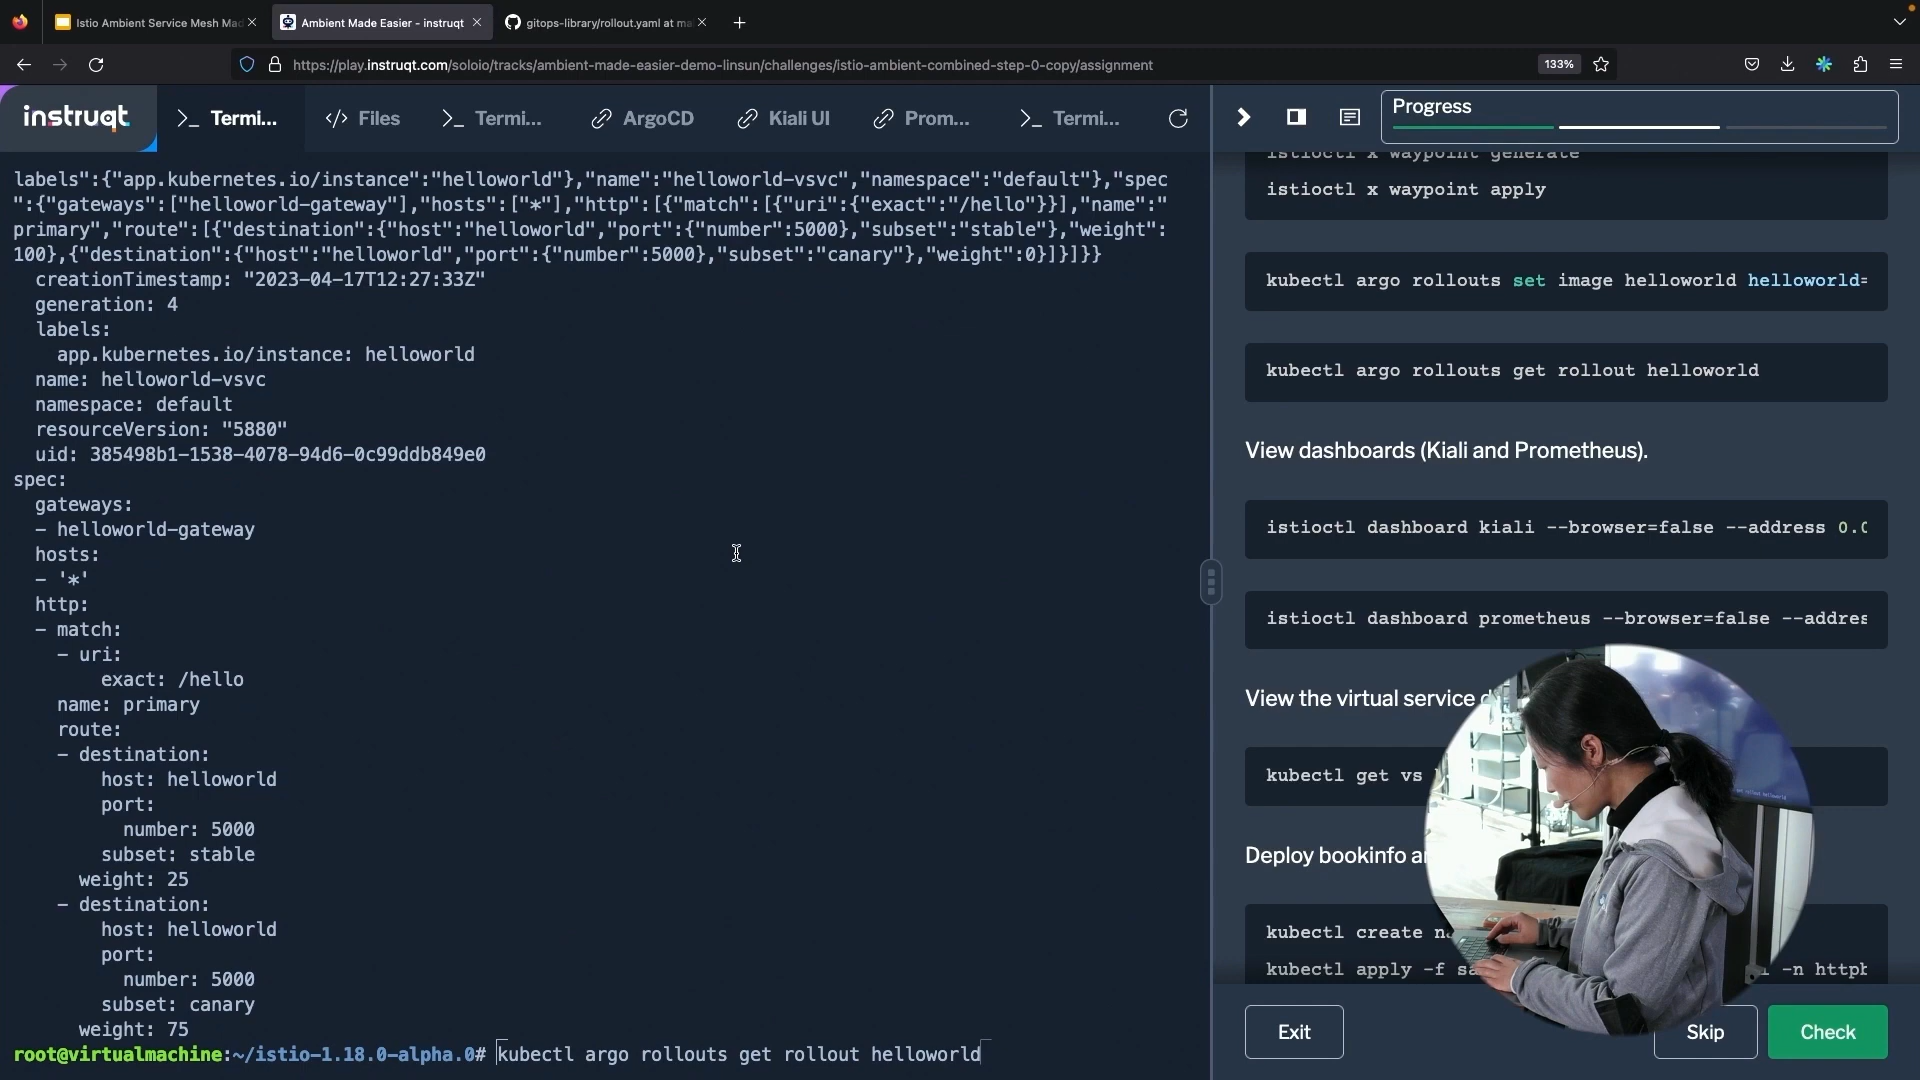 Istio Ambient Service Mesh Mad
Ambient Made Easier - instruqt
gitops-library/rollout.yaml at ma
https://play.instruqt.com/soloio/tracks/ambient-made-easier-demo-linsun/challenges/istio-ambient-combined-step-0-copy/assignment
133%
instruqt
>_ Termi...
</> Files
>_ Termi...
ArgoCD
Kiali UI
Prom...
>_ Termi...
Progress
labels":{"app.kubernetes.io/instance":"helloworld"},"name":"helloworld-vsvc","namespace":"default"},"spec
":{"gateways":["helloworld-gateway"],"hosts":["*"],"http":[{"match":[{"uri":{"exact":"/hello"}}],"name":"
primary","route":[{"destination":{"host":"helloworld","port":{"number":5000},"subset":"stable"},"weight":
100},{"destination":{"host":"helloworld","port":{"number":5000},"subset":"canary"},"weight":0}]}]}}
creationTimestamp: "2023-04-17T12:27:33Z"
generation: 4
labels:
app.kubernetes.io/instance: helloworld
name: helloworld-vsvc
namespace: default
resourceVersion: "5880"
uid: 385498b1-1538-4078-94d6-0c99ddb849e0
spec:
gateways:
- helloworld-gateway
hosts:
- '*'
http:
- match:
- uri:
exact: /hello
name: primary
route:
- destination:
host: helloworld
port:
number: 5000
subset: stable
weight: 25
- destination:
host: helloworld
port:
number: 5000
subset: canary
weight: 75
root@virtualmachine:~/istio-1.18.0-alpha.0# kubectl argo rollouts get rollout helloworld
istioctl x waypoint generate
istioctl x waypoint apply
kubectl argo rollouts set image helloworld helloworld=
kubectl argo rollouts get rollout helloworld
View dashboards (Kiali and Prometheus).
istioctl dashboard kiali --browser=false --address 0.0
istioctl dashboard prometheus --browser=false --addres
View the virtual service
kubectl get vs
Deploy bookinfo
kubectl create
kubectl apply -f -n httpb
Exit
Skip
Check